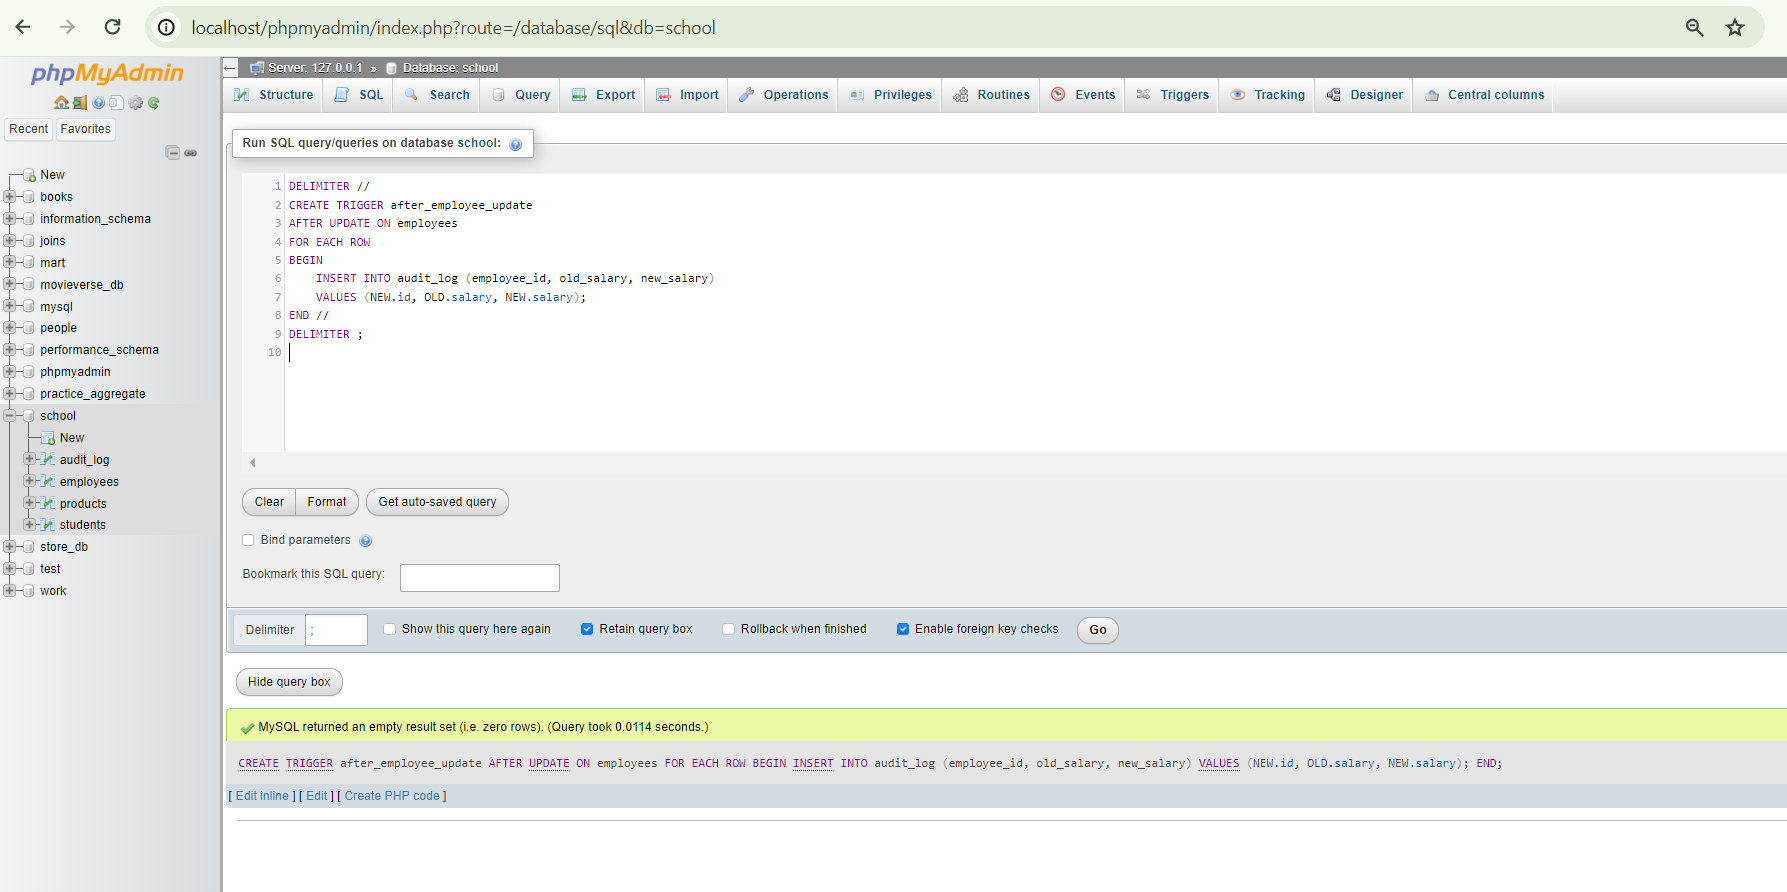 localhost/phpmyadmin/index.php?route=/database/sql&db=school
phpMyAdmin
Recent
Favorites
New
books
information_schema
joins
mart
movieverse_db
mysql
people
performance_schema
phpmyadmin
practice_aggregate
school
New
audit_log
employees
products
students
store_db
test
work
Server: 127.0.0.1 » Database: school
Structure
SQL
Search
Query
Export
Import
Operations
Privileges
Routines
Events
Triggers
Tracking
Designer
Central columns
Run SQL query/queries on database school:
1 DELIMITER //
2 CREATE TRIGGER after_employee_update
3 AFTER UPDATE ON employees
4 FOR EACH ROW
5 BEGIN
6 INSERT INTO audit_log (employee_id, old_salary, new_salary)
7 VALUES (NEW.id, OLD.salary, NEW.salary);
8 END //
9 DELIMITER ;
10
Clear
Format
Get auto-saved query
Bind parameters
Bookmark this SQL query:
Delimiter ;
Show this query here again
Retain query box
Rollback when finished
Enable foreign key checks
Go
Hide query box
MySQL returned an empty result set (i.e. zero rows). (Query took 0.0114 seconds.)
CREATE TRIGGER after_employee_update AFTER UPDATE ON employees FOR EACH ROW BEGIN INSERT INTO audit_log (employee_id, old_salary, new_salary) VALUES (NEW.id, OLD.salary, NEW.salary); END;
[ Edit inline ] [ Edit ] [ Create PHP code ]